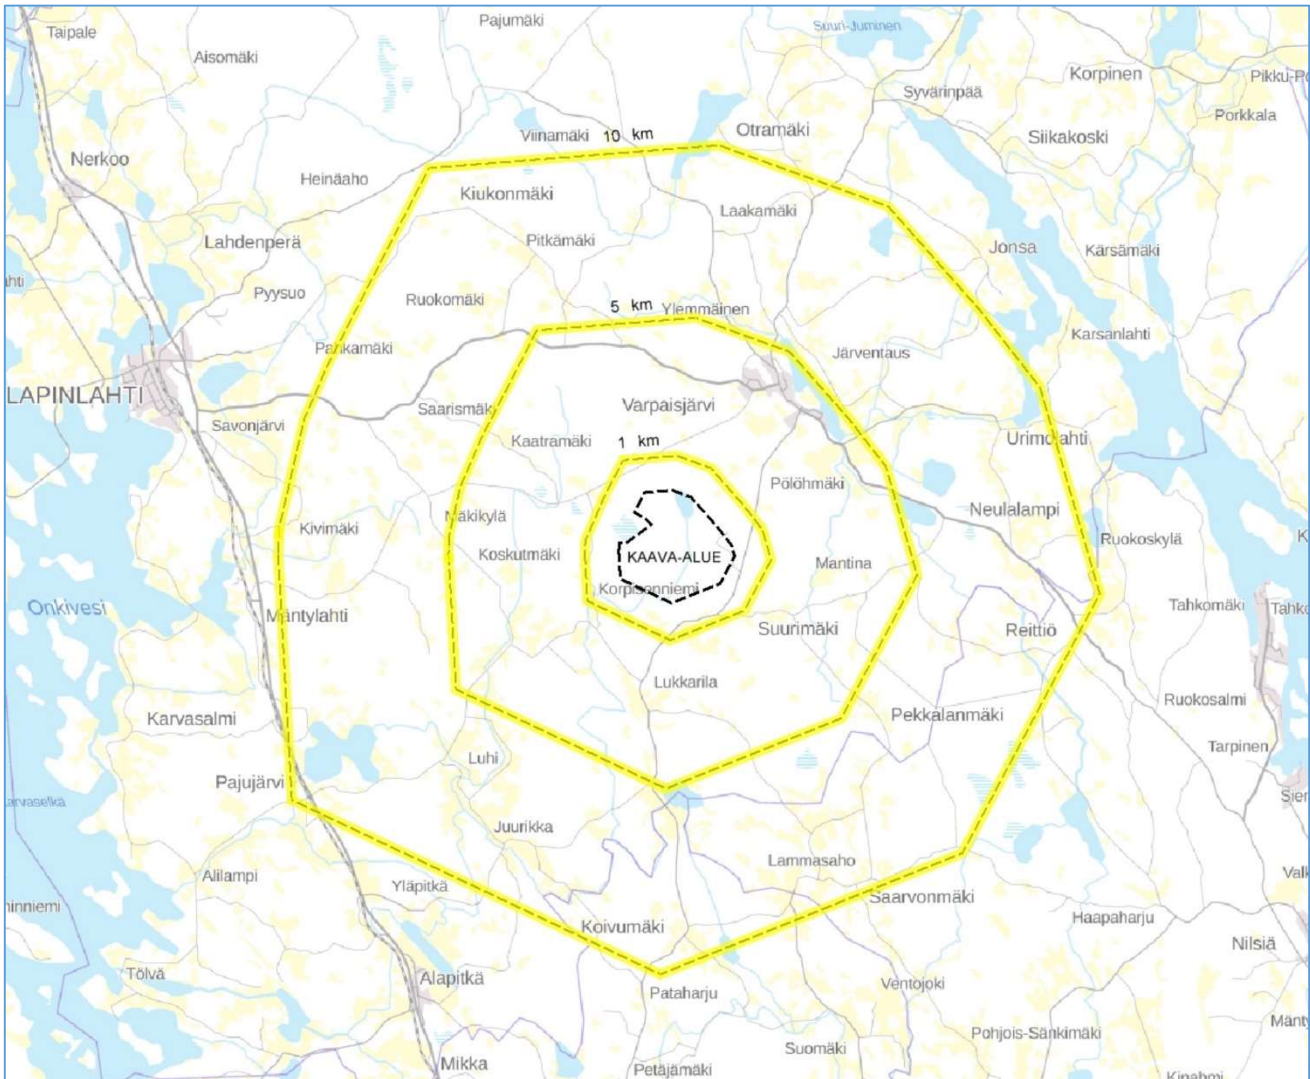 Pajumäki
Suuri-Juminen
Taipale
Aisomäki
Korpinen
Syvärinpää
Porkkala
Viinamäki
10 km
Otramäki
Siikakoski
Nerkoo
Heinäaho
Kiukonmäki
Laakamäki
Lahdenperä
Pitkämäki
Jonsa
Kärsämäki
Pyysuo
Ruokomäki
5 km
Ylemmäinen
Karsanlahti
Pahkamäki
Järventaus
LAPINLAHTI
Saarismäki
Varpaisjärvi
Savonjärvi
Kaatramäki
1 km
Urimolahti
Pölöhmäki
Mäkikylä
Neulalampi
Kivimäki
Koskutmäki
KAAVA-ALUE
Mantina
Ruokoskylä
Korpisenniemi
Onkivesi
Mäntylahti
Tahkomäki
Suurimäki
Reittiö
Lukkarila
Ruokosalmi
Karvasalmi
Pekkalanmäki
Tarpinen
Luhi
Pajujärvi
Juurikka
Lammasaho
Alilampi
Yläpitkä
Saarvonmäki
Haapaharju
Koivumäki
Nilsiä
Tölvä
Alapitkä
Pataharju
Ventojoki
Pohjois-Sänkimäki
Suomäki
Mikka
Petäjämäki